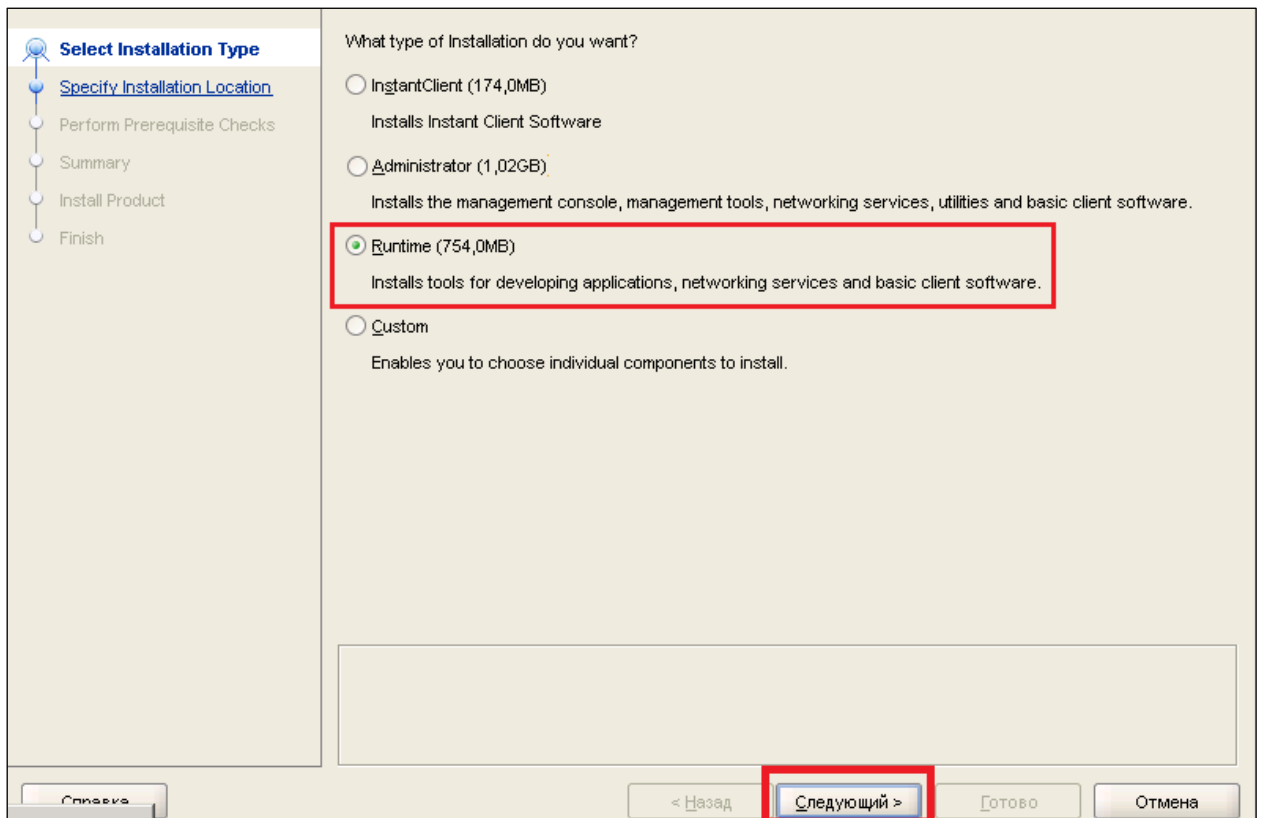 Select Installation Type
Specify Installation Location
Perform Prerequisite Checks
Summary
Install Product
Finish
What type of Installation do you want?
InstantClient (174,0MB)
Installs Instant Client Software
Administrator (1,02GB)
Installs the management console, management tools, networking services, utilities and basic client software.
Runtime (754,0MB)
Installs tools for developing applications, networking services and basic client software.
Custom
Enables you to choose individual components to install.
Справка
< Назад
Следующий >
Готово
Отмена